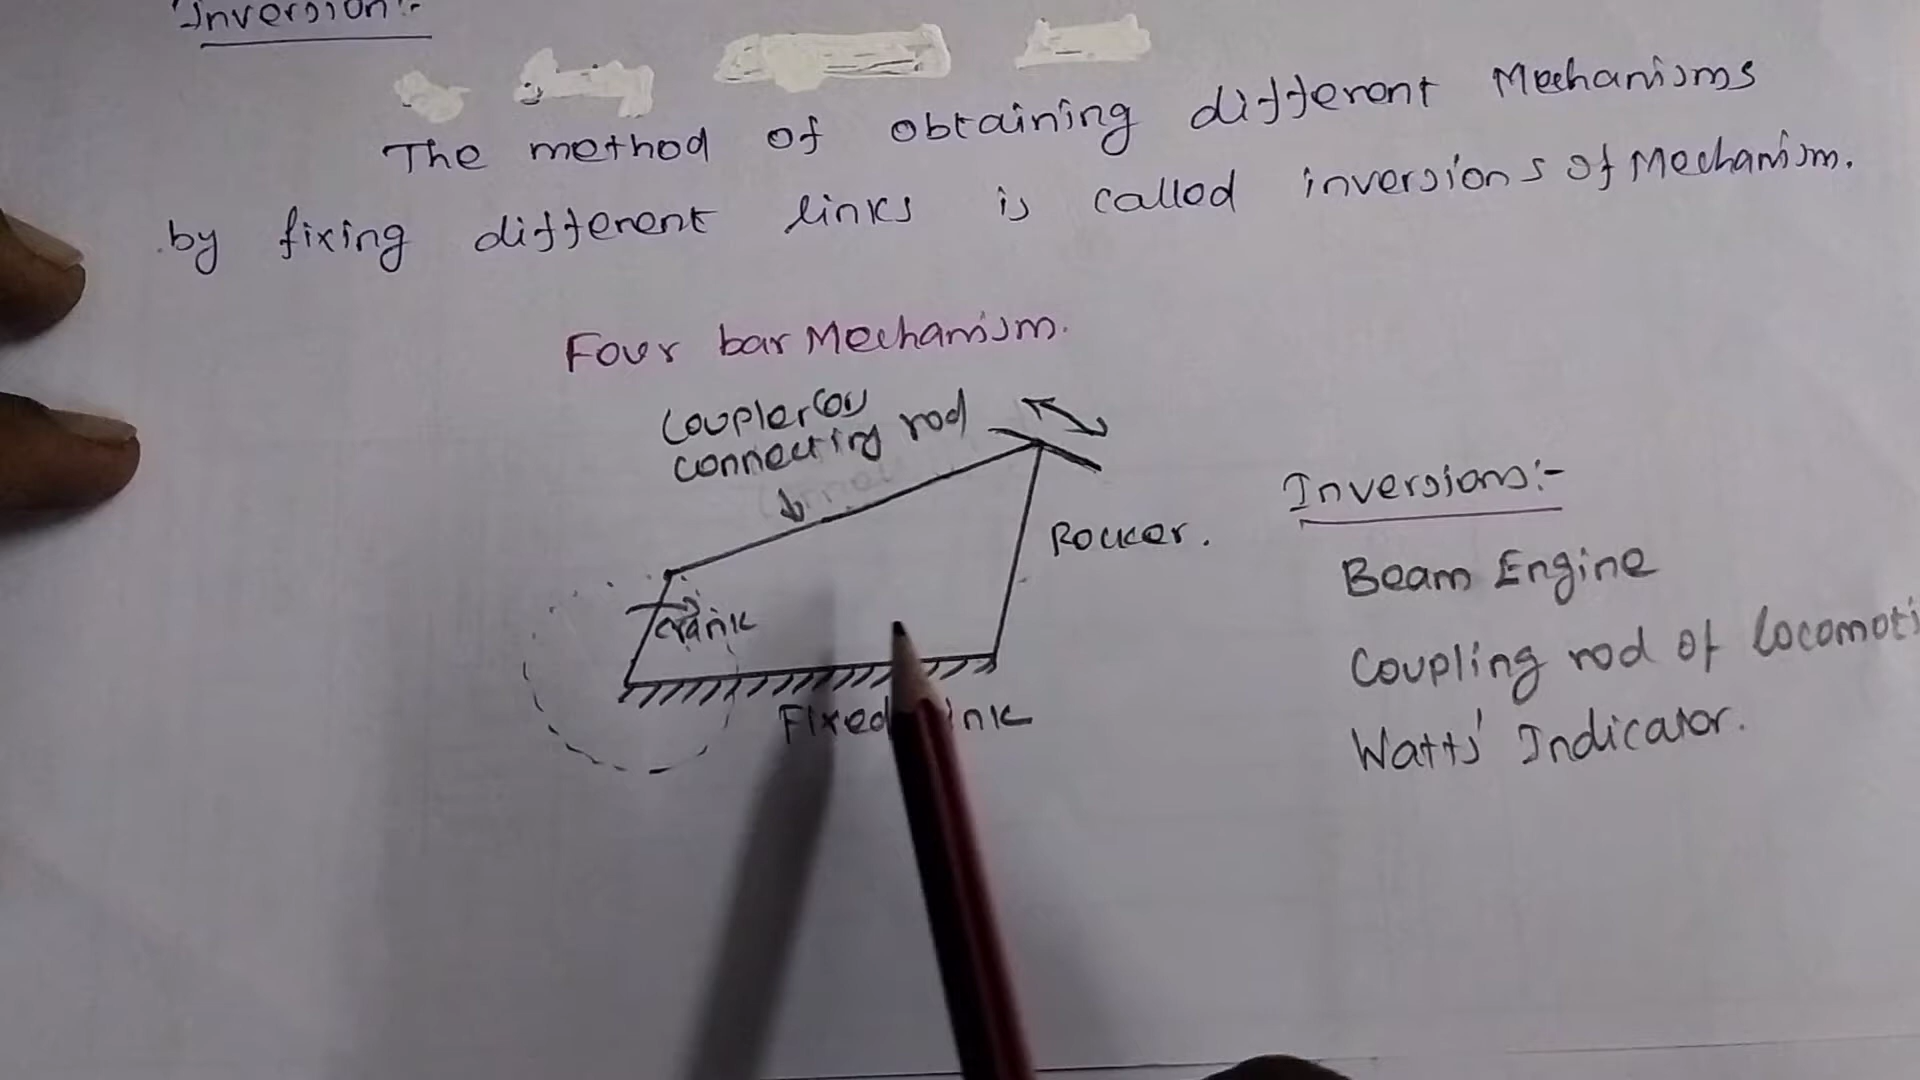 Inversion:-
The method of obtaining different Mechanisms
by fixing different links is called inversions of Mechanism.
Four bar Mechanism.
Coupler (or)
connecting rod
Rocker.
Crank
Fixed
Inversions:-
Beam Engine
Coupling rod of locomoti
Watts' Indicator.